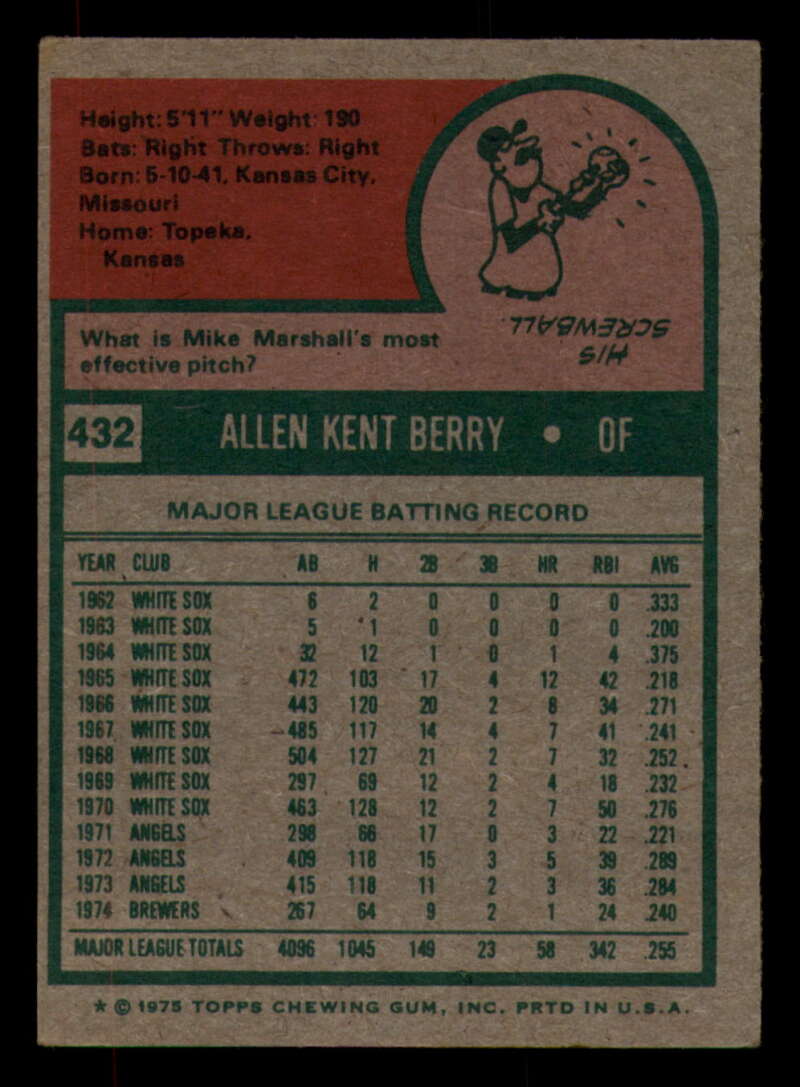 Height: 5'11" Weight: 190
Bats: Right Throws: Right
Born: 5-10-41, Kansas City,
Missouri
Home: Topeka,
Kansas
What is Mike Marshall's most
effective pitch?
HIS
SCREWBALL.
432 ALLEN KENT BERRY • OF
MAJOR LEAGUE BATTING RECORD
YEAR CLUB AB H 2B 3B HR RBI AVG
1962 WHITE SOX 6 2 0 0 0 0 .333
1963 WHITE SOX 5 1 0 0 0 0 .200
1964 WHITE SOX 32 12 1 0 1 4 .375
1965 WHITE SOX 472 103 17 4 12 42 .218
1966 WHITE SOX 443 120 20 2 8 34 .271
1967 WHITE SOX 485 117 14 4 7 41 .241
1968 WHITE SOX 504 127 21 2 7 32 .252
1969 WHITE SOX 297 69 12 2 4 18 .232
1970 WHITE SOX 463 128 12 2 7 50 .276
1971 ANGELS 298 66 17 0 3 22 .221
1972 ANGELS 409 118 15 3 5 39 .289
1973 ANGELS 415 118 11 2 3 36 .284
1974 BREWERS 267 64 9 2 1 24 .240
MAJOR LEAGUE TOTALS 4096 1045 149 23 58 342 .255
* © 1975 TOPPS CHEWING GUM, INC. PRTD IN U.S.A.